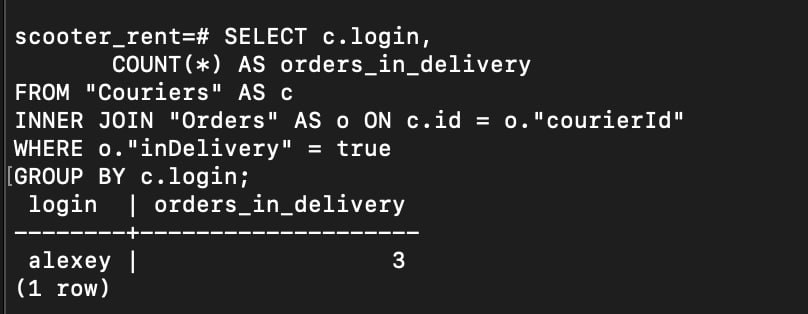 scooter_rent=# SELECT c.login,
       COUNT(*) AS orders_in_delivery
FROM "Couriers" AS c
INNER JOIN "Orders" AS o ON c.id = o."courierId"
WHERE o."inDelivery" = true
[GROUP BY c.login;
 login  | orders_in_delivery
--------+--------------------
 alexey |                  3
(1 row)